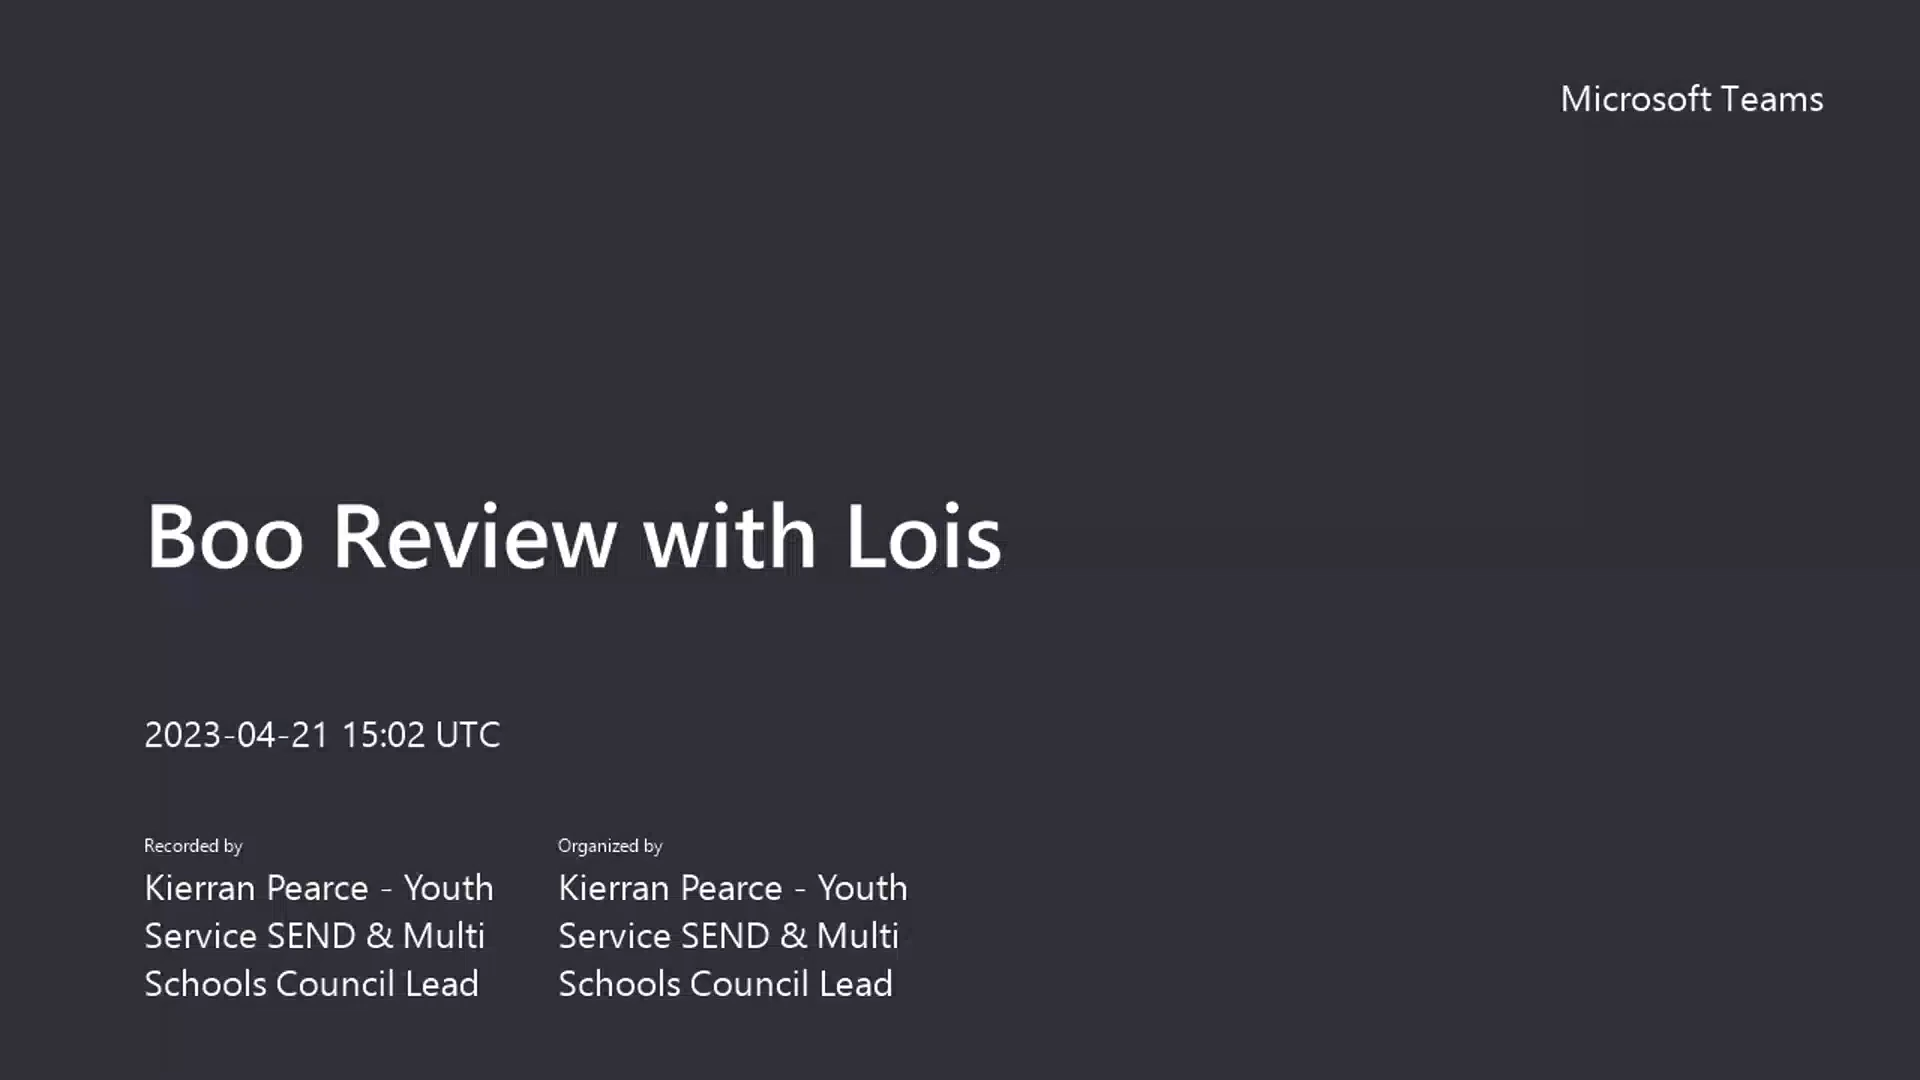 Microsoft Teams
Boo Review with Lois
2023-04-21 15:02 UTC
Recorded by
Kierran Pearce - Youth
Service SEND & Multi
Schools Council Lead
Organized by
Kierran Pearce - Youth
Service SEND & Multi
Schools Council Lead